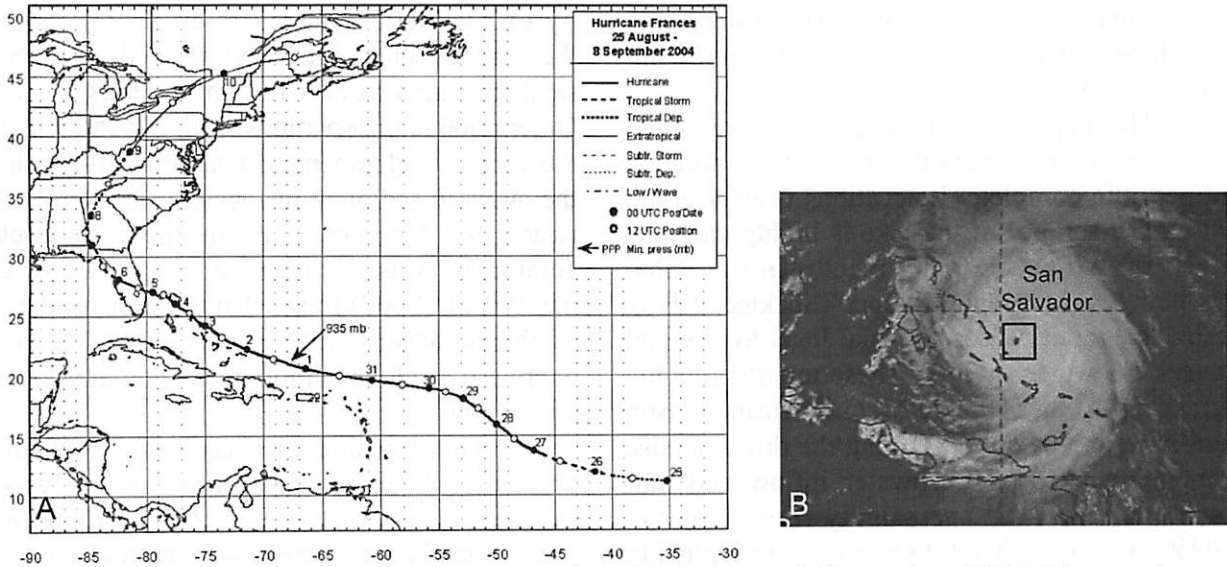 50
45
40
35
30
25
20
15
10
-90
-85
-80
-75
-70
-65
-60
-55
-50
-45
-40
-35
-30
Hurricane Frances
25 August -
8 September 2004
Hurricane
Tropical Storm
Tropical Dep.
Extratropical
Subtr. Storm
Subtr. Dep.
Low / Wave
00 UTC Pos/Date
12 UTC Position
PPP Min. press (mb)
10
9
8
7
6
5
4
3
2
1
31
30
29
28
27
26
25
935 mb
A
San
Salvador
B